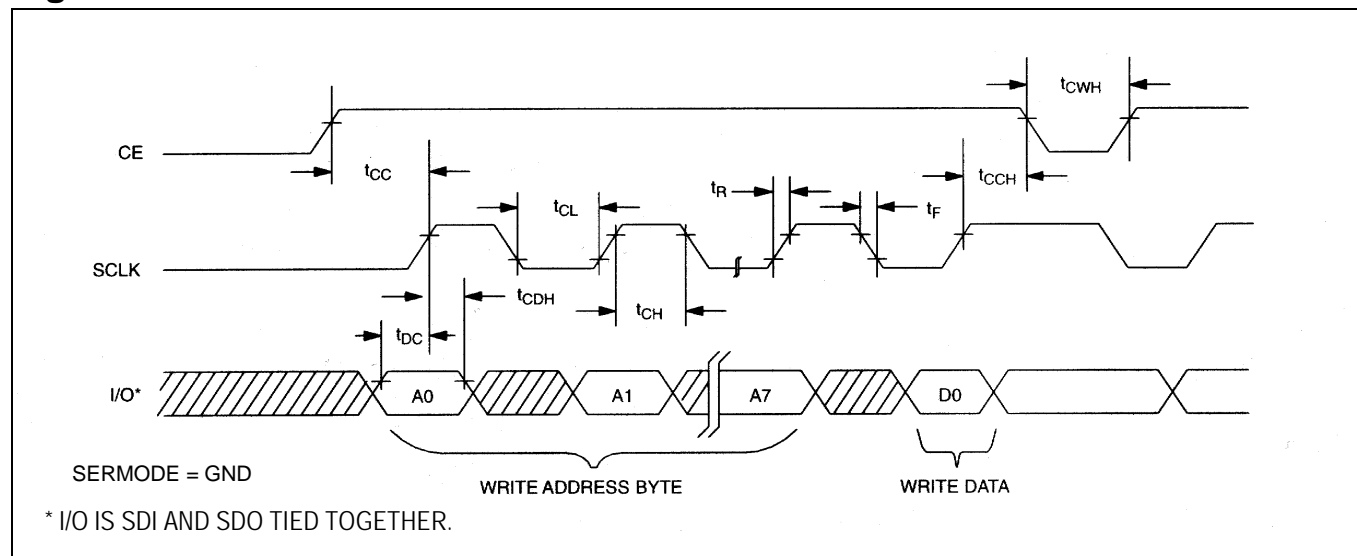 tCWH
CE
tCC
tCCH
tR
tCL
tF
SCLK
tCDH
tCH
tDC
I/O*
A0
A1
A7
D0
SERMODE = GND
WRITE ADDRESS BYTE
WRITE DATA
* I/O IS SDI AND SDO TIED TOGETHER.